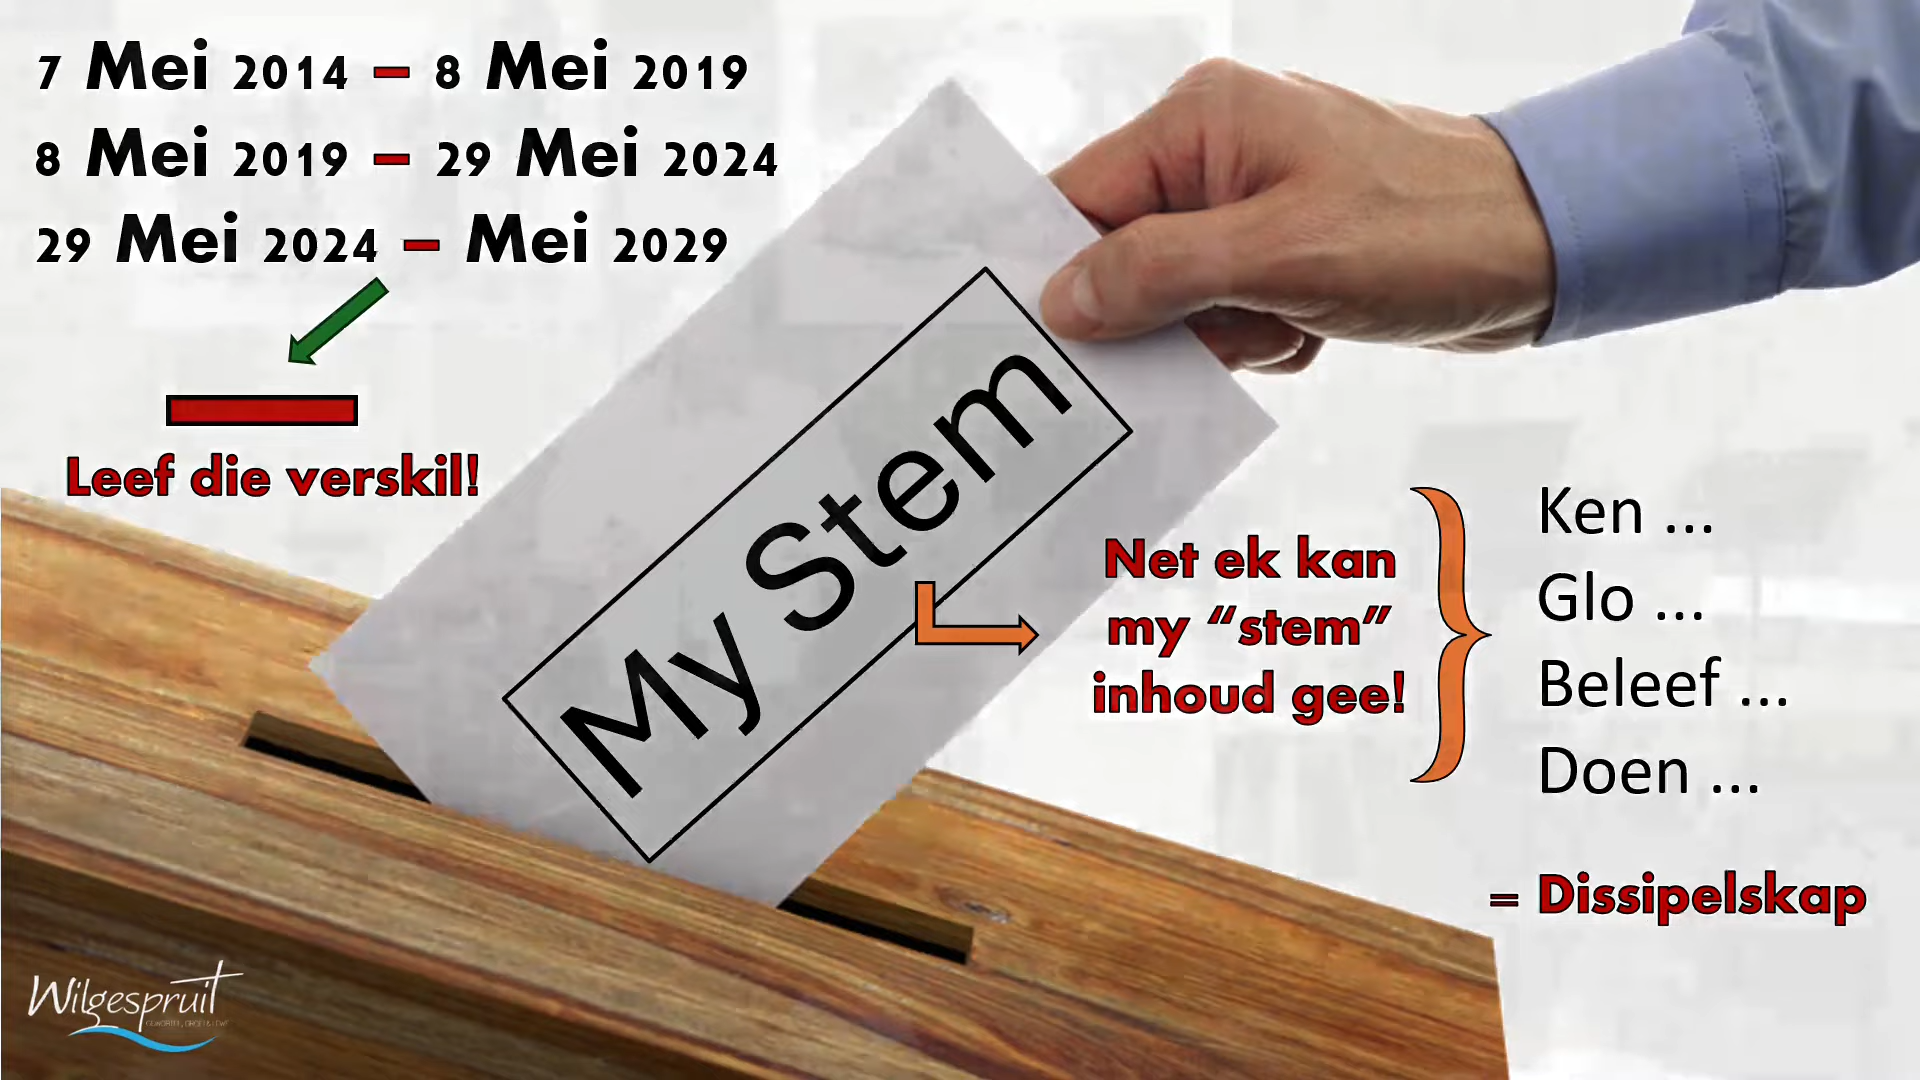 7 Mei 2014 – 8 Mei 2019
8 Mei 2019 – 29 Mei 2024
29 Mei 2024 – Mei 2029
Leef die verskil!
My Stem
Net ek kan
my “stem”
inhoud gee!
Ken ...
Glo ...
Beleef ...
Doen ...
= Dissipelskap
Wilgespruit